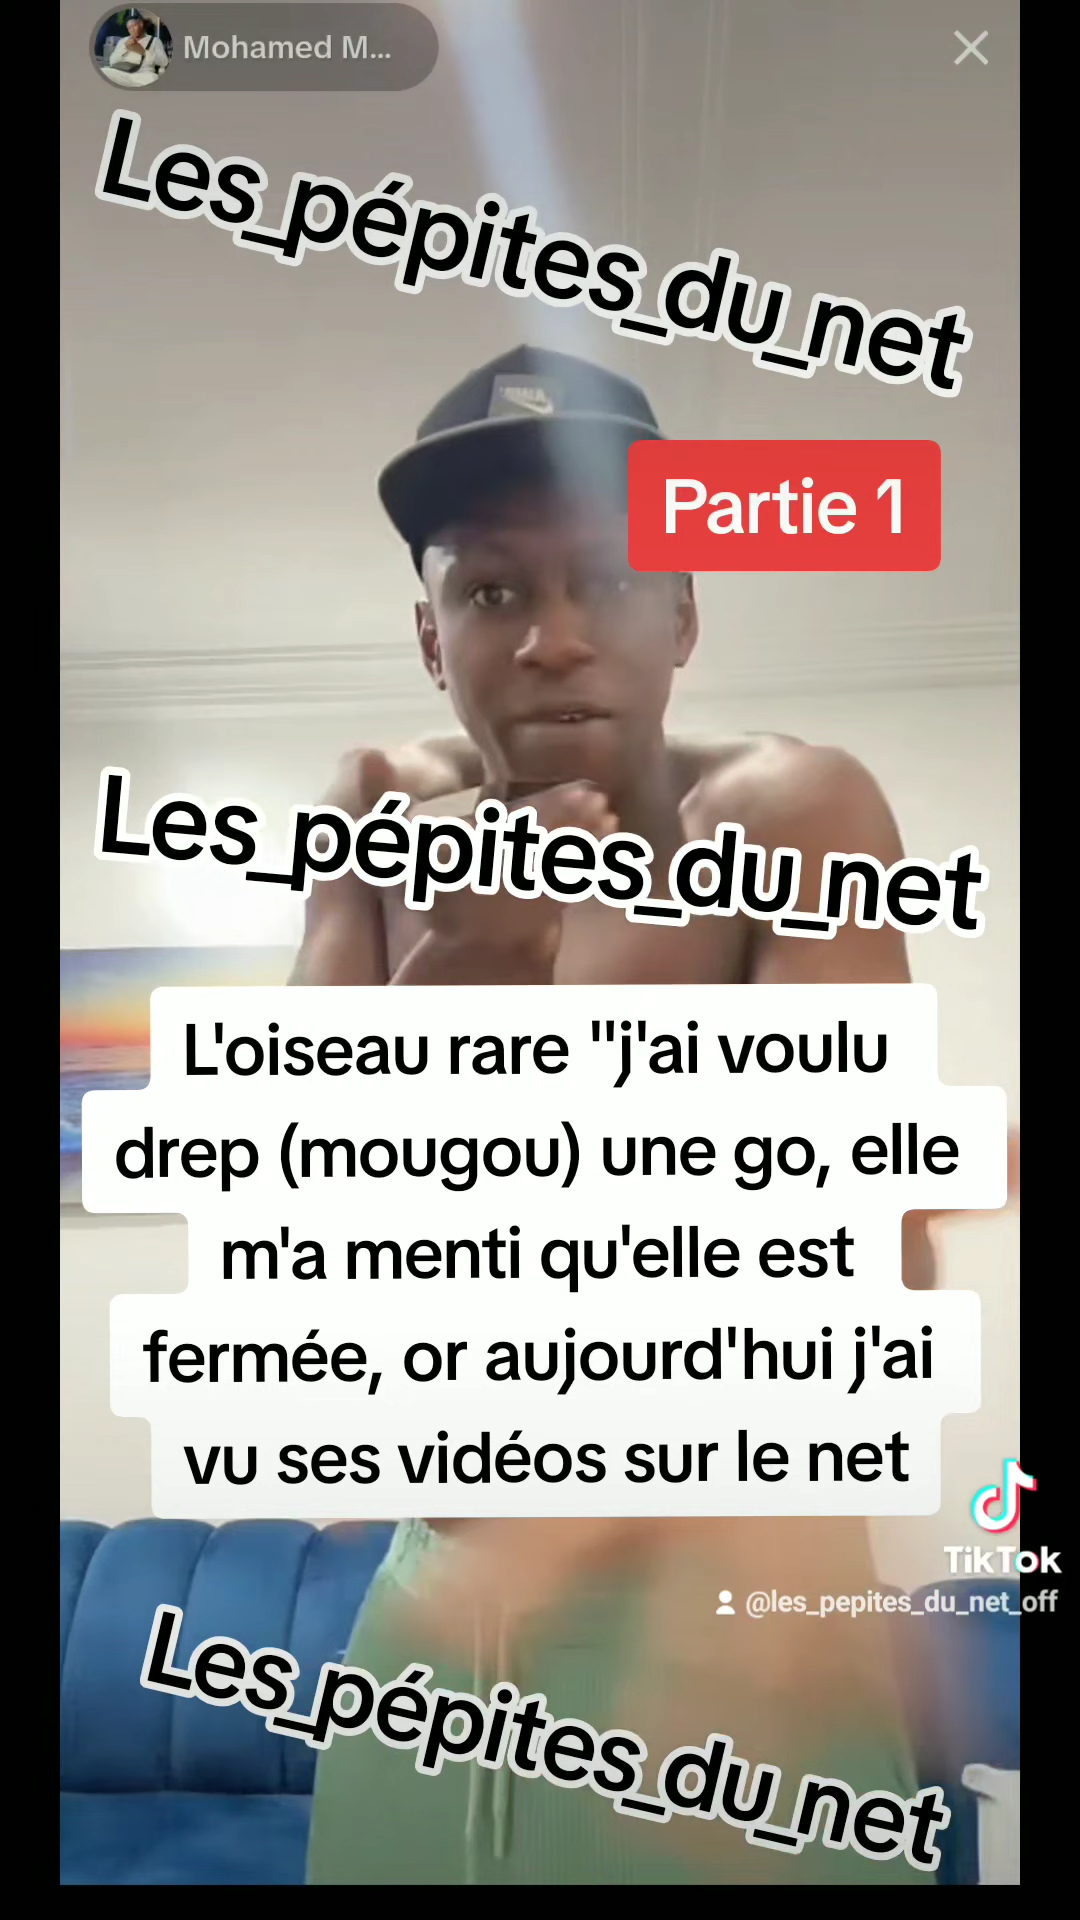 Mohamed M...
Les_pépites_du_net
Partie 1
Les_pépites_du_net
L'oiseau rare "j'ai voulu
drep (mougou) une go, elle
m'a menti qu'elle est
fermée, or aujourd'hui j'ai
vu ses vidéos sur le net
TikTok
@les_pepites_du_net_off
Les_pépites_du_net